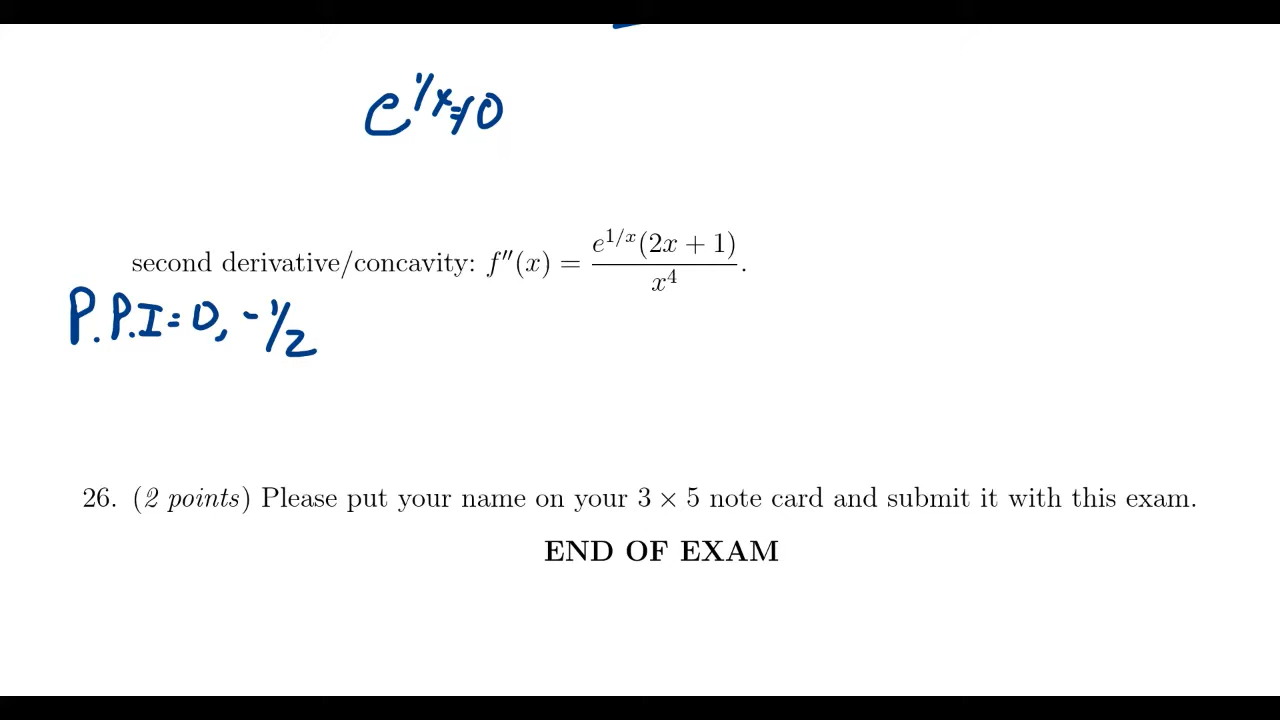 e^{1/x} ≠ 0
second derivative/concavity: f''(x) = \frac{e^{1/x}(2x + 1)}{x^4}.
P.P.I = 0, -1/2
26. (2 points) Please put your name on your 3 × 5 note card and submit it with this exam.
END OF EXAM